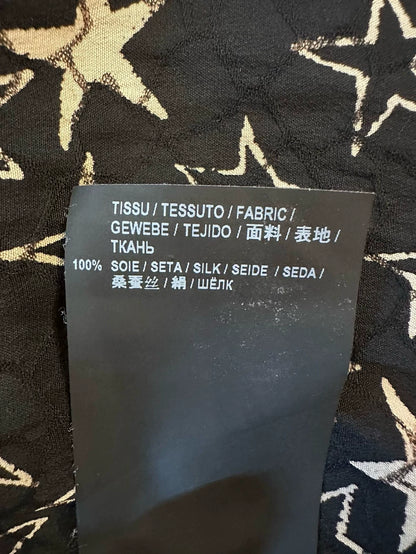 TISSU / TESSUTO / FABRIC /
GEWEBE / TEJIDO / 面料 / 表地 /
ТКАНЬ
100% SOIE / SETA / SILK / SEIDE / SEDA /
桑蚕丝 / 絹 / ШЁЛК